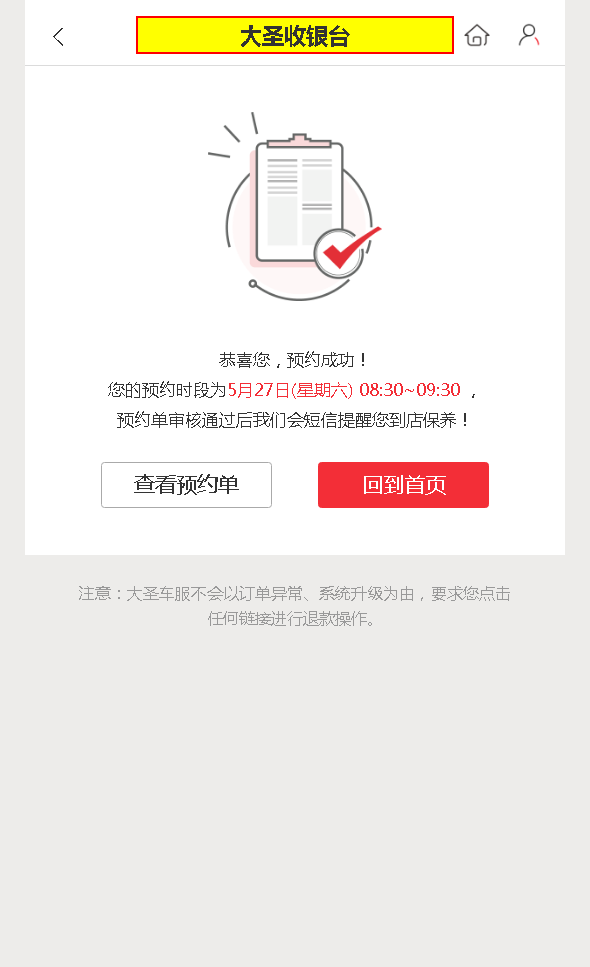 大圣收银台
恭喜您，预约成功！
您的预约时段为5月27日(星期六) 08:30~09:30 ，
预约单审核通过后我们会短信提醒您到店保养！
查看预约单
回到首页
注意：大圣车服不会以订单异常、系统升级为由，要求您点击
任何链接进行退款操作。